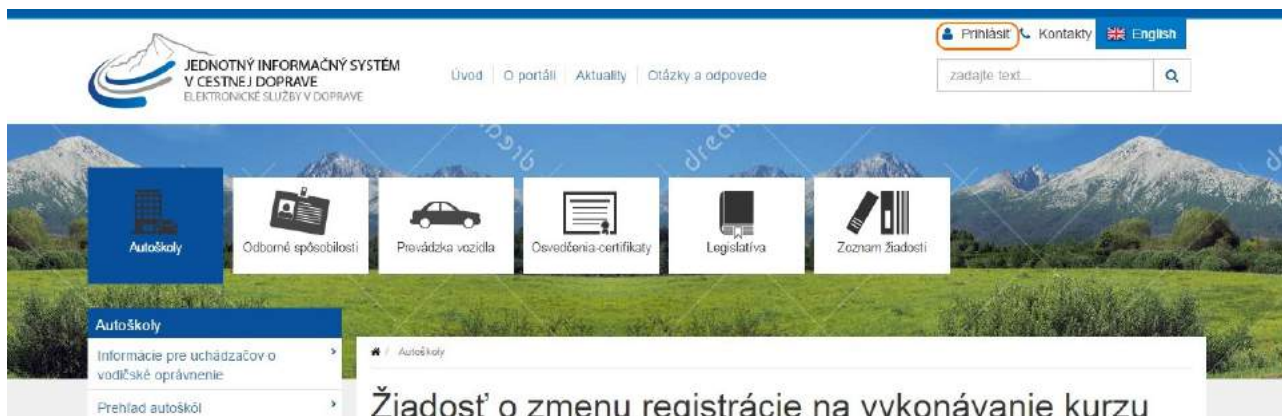 Prihlásiť Kontakty English
JEDNOTNÝ INFORMAČNÝ SYSTÉM
V CESTNEJ DOPRAVE
ELEKTRONICKÉ SLUŽBY V DOPRAVE
Úvod O portáli Aktuality Otázky a odpovede
zadajte text...
Autoškoly Odborné spôsobilosti Prevádzka vozidla Osvedčenia-certifikaty Legislatíva Zoznam žiadostí
Autoškoly
Informácie pre uchádzačov o
vodičské oprávnenie
Prehľad autoškôl
/ Autoškoly
Žiadosť o zmenu registrácie na vykonávanie kurzu